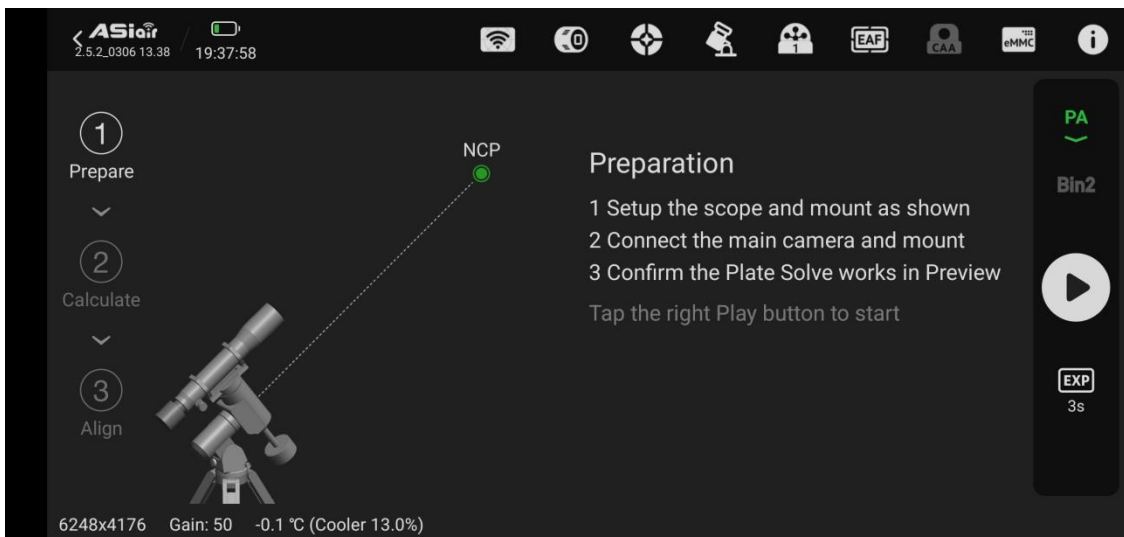 ASiair
2.5.2_0306 13.38
19:37:58
1
EAF
CAA
eMMC
i
1
Prepare
2
Calculate
3
Align
NCP
Preparation
1 Setup the scope and mount as shown
2 Connect the main camera and mount
3 Confirm the Plate Solve works in Preview
Tap the right Play button to start
PA
Bin2
EXP
3s
6248x4176 Gain: 50 -0.1 ℃ (Cooler 13.0%)